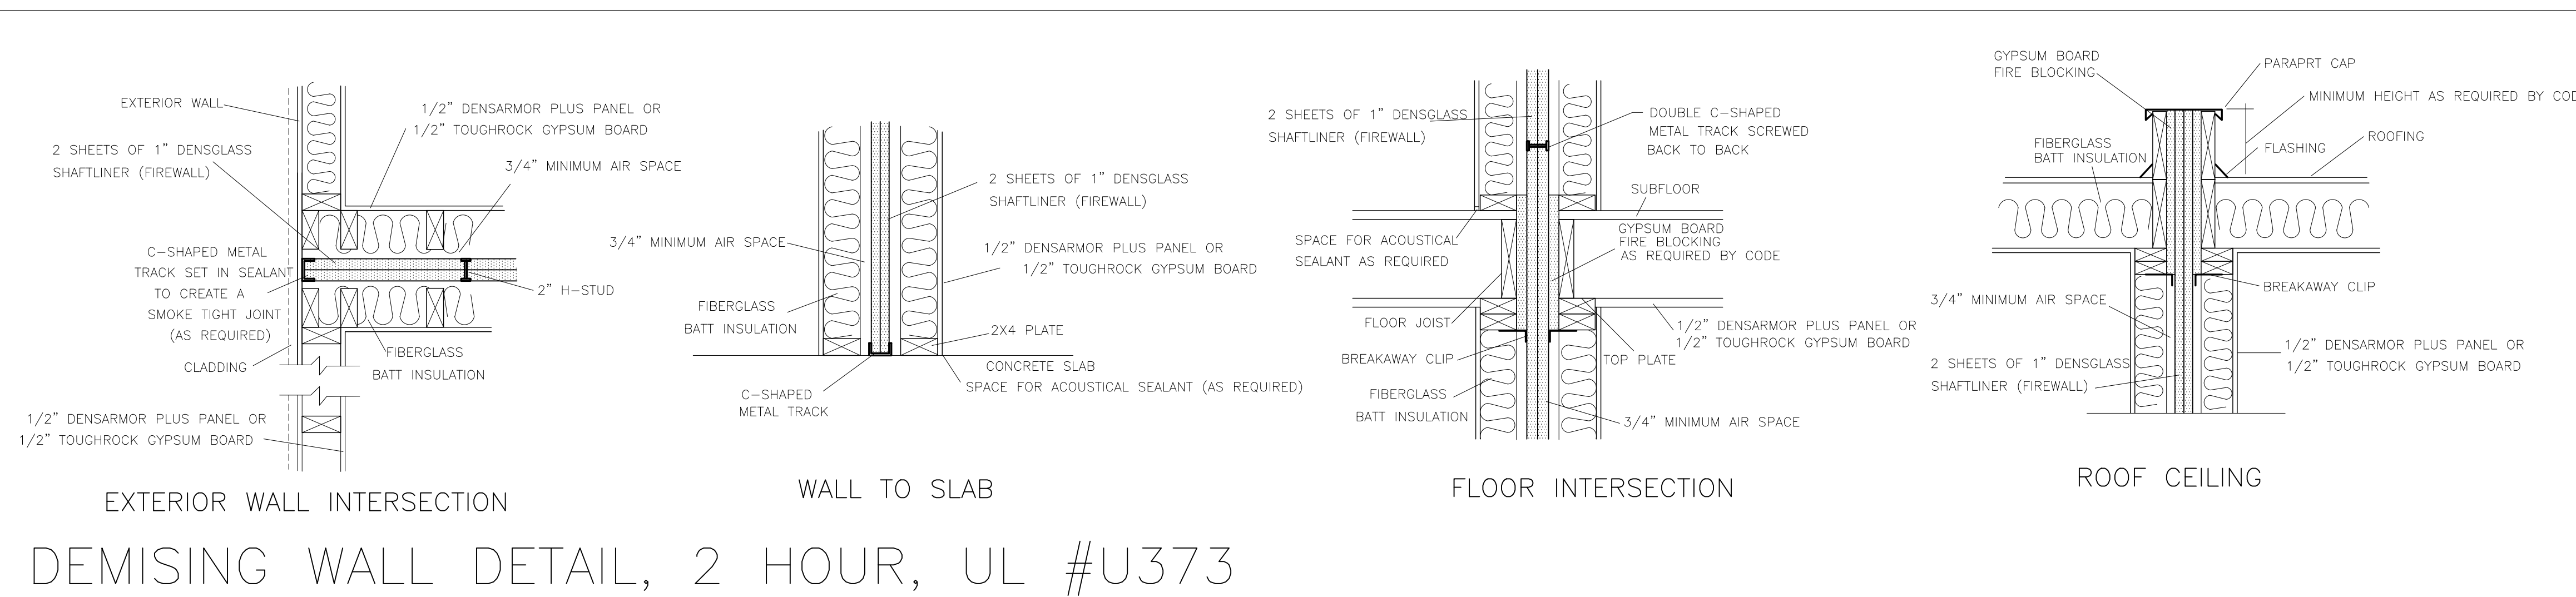 EXTERIOR WALL
1/2" DENSARMOR PLUS PANEL OR
1/2" TOUGHROCK GYPSUM BOARD
2 SHEETS OF 1" DENSGLASS
SHAFTLINER (FIREWALL)
3/4" MINIMUM AIR SPACE
C-SHAPED METAL
TRACK SET IN SEALANT
TO CREATE A
SMOKE TIGHT JOINT
(AS REQUIRED)
2" H-STUD
CLADDING
FIBERGLASS
BATT INSULATION
1/2" DENSARMOR PLUS PANEL OR
1/2" TOUGHROCK GYPSUM BOARD
EXTERIOR WALL INTERSECTION
2 SHEETS OF 1" DENSGLASS
SHAFTLINER (FIREWALL)
3/4" MINIMUM AIR SPACE
1/2" DENSARMOR PLUS PANEL OR
1/2" TOUGHROCK GYPSUM BOARD
FIBERGLASS
BATT INSULATION
2X4 PLATE
CONCRETE SLAB
SPACE FOR ACOUSTICAL SEALANT (AS REQUIRED)
C-SHAPED
METAL TRACK
WALL TO SLAB
2 SHEETS OF 1" DENSGLASS
SHAFTLINER (FIREWALL)
DOUBLE C-SHAPED
METAL TRACK SCREWED
BACK TO BACK
SUBFLOOR
SPACE FOR ACOUSTICAL
SEALANT AS REQUIRED
GYPSUM BOARD
FIRE BLOCKING
AS REQUIRED BY CODE
FLOOR JOIST
BREAKAWAY CLIP
1/2" DENSARMOR PLUS PANEL OR
1/2" TOUGHROCK GYPSUM BOARD
TOP PLATE
FIBERGLASS
BATT INSULATION
3/4" MINIMUM AIR SPACE
FLOOR INTERSECTION
GYPSUM BOARD
FIRE BLOCKING
PARAPRT CAP
MINIMUM HEIGHT AS REQUIRED BY COD
FIBERGLASS
BATT INSULATION
FLASHING
ROOFING
3/4" MINIMUM AIR SPACE
BREAKAWAY CLIP
2 SHEETS OF 1" DENSGLASS
SHAFTLINER (FIREWALL)
1/2" DENSARMOR PLUS PANEL OR
1/2" TOUGHROCK GYPSUM BOARD
ROOF CEILING
DEMISING WALL DETAIL, 2 HOUR, UL #U373